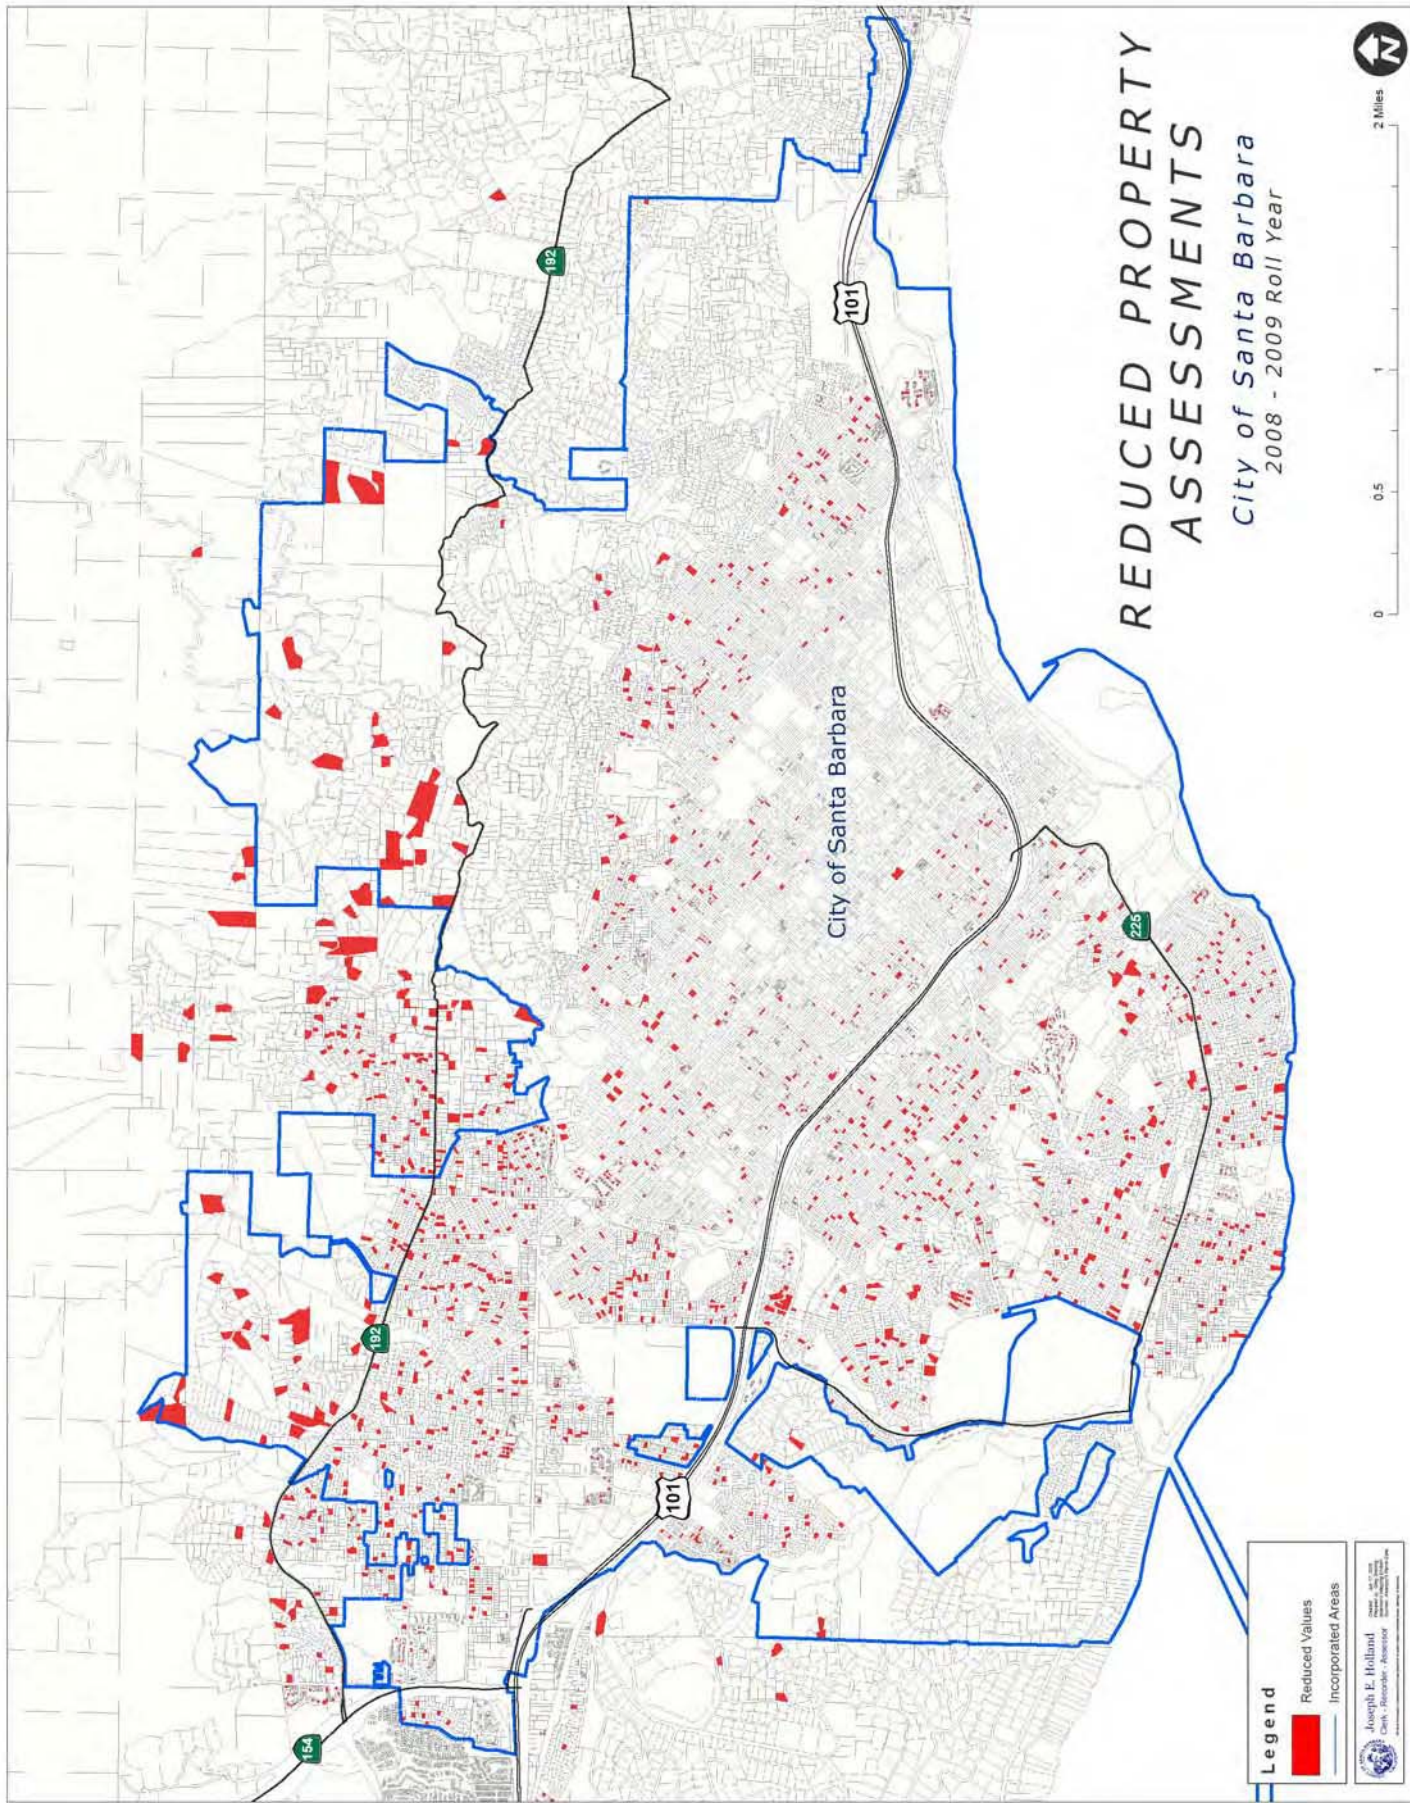 REDUCED PROPERTY
ASSESSMENTS
City of Santa Barbara
2008 - 2009 Roll Year
N
0
0.5
1
2 Miles
City of Santa Barbara
192
101
225
192
101
154
Legend
Reduced Values
Incorporated Areas
Joseph E. Holland
Clerk - Recorder - Assessor